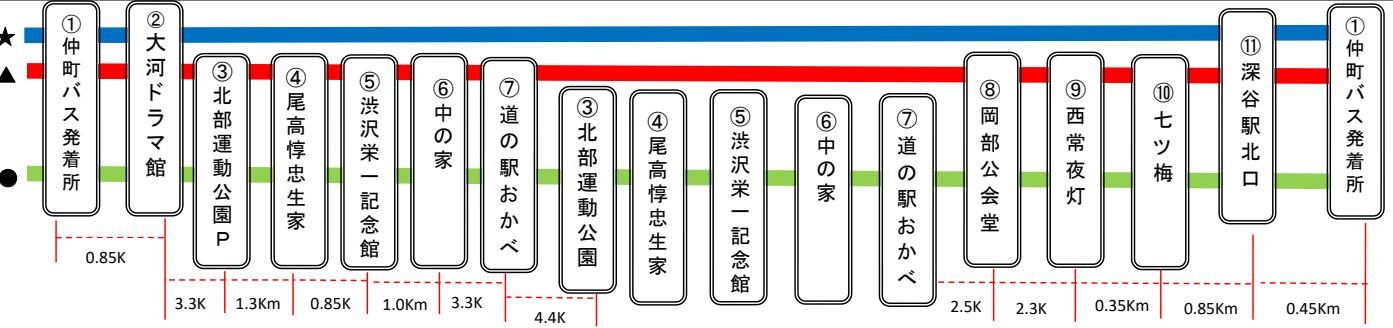 ★
▲
●
①仲町バス発着所
②大河ドラマ館
③北部運動公園P
④尾高惇忠生家
⑤渋沢栄一記念館
⑥中の家
⑦道の駅おかべ
③北部運動公園
④尾高惇忠生家
⑤渋沢栄一記念館
⑥中の家
⑦道の駅おかべ
⑧岡部公会堂
⑨西常夜灯
⑩七ツ梅
⑪深谷駅北口
①仲町バス発着所
0.85K
3.3K
1.3Km
0.85K
1.0Km
3.3K
4.4K
2.5K
2.3K
0.35Km
0.85Km
0.45Km